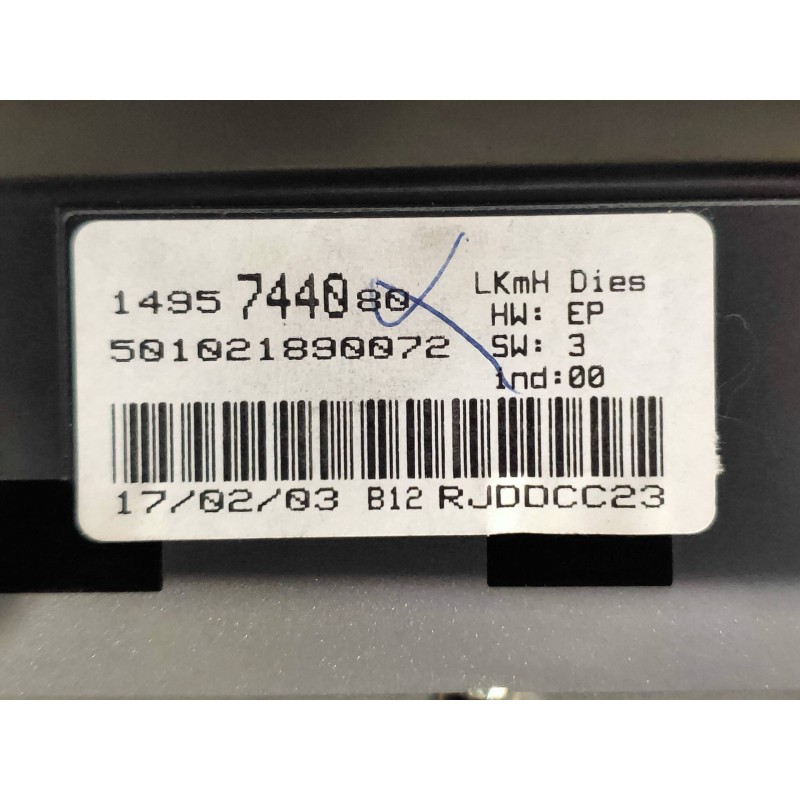 1495 7440 80
501021890072
LKmH Dies
HW: EP
SW: 3
ind:00
17/02/03 B12 RJDDCC23